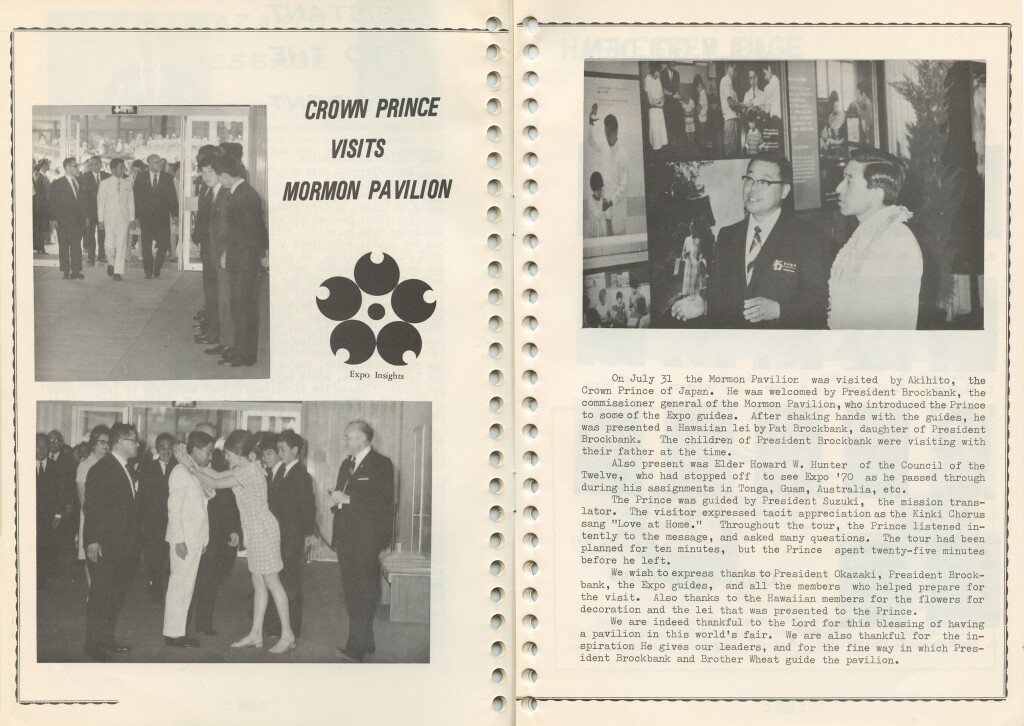 CROWN PRINCE
VISITS
MORMON PAVILION
Expo Insights
On July 31 the Mormon Pavilion was visited by Akihito, the
Crown Prince of Japan. He was welcomed by President Brockbank, the
commissioner general of the Mormon Pavilion, who introduced the Prince
to some of the Expo guides. After shaking hands with the guides, he
was presented a Hawaiian lei by Pat Brockbank, daughter of President
Brockbank. The children of President Brockbank were visiting with
their father at the time.
Also present was Elder Howard W. Hunter of the Council of the
Twelve, who had stopped off to see Expo '70 as he passed through
during his assignments in Tonga, Guam, Australia, etc.
The Prince was guided by President Suzuki, the mission trans-
lator. The visitor expressed tacit appreciation as the Kinki Chorus
sang "Love at Home." Throughout the tour, the Prince listened in-
tently to the message, and asked many questions. The tour had been
planned for ten minutes, but the Prince spent twenty-five minutes
before he left.
We wish to express thanks to President Okazaki, President Brock-
bank, the Expo guides, and all the members who helped prepare for
the visit. Also thanks to the Hawaiian members for the flowers for
decoration and the lei that was presented to the Prince.
We are indeed thankful to the Lord for this blessing of having
a pavilion in this world's fair. We are also thankful for the in-
spiration He gives our leaders, and for the fine way in which Pres-
ident Brockbank and Brother Wheat guide the pavilion.